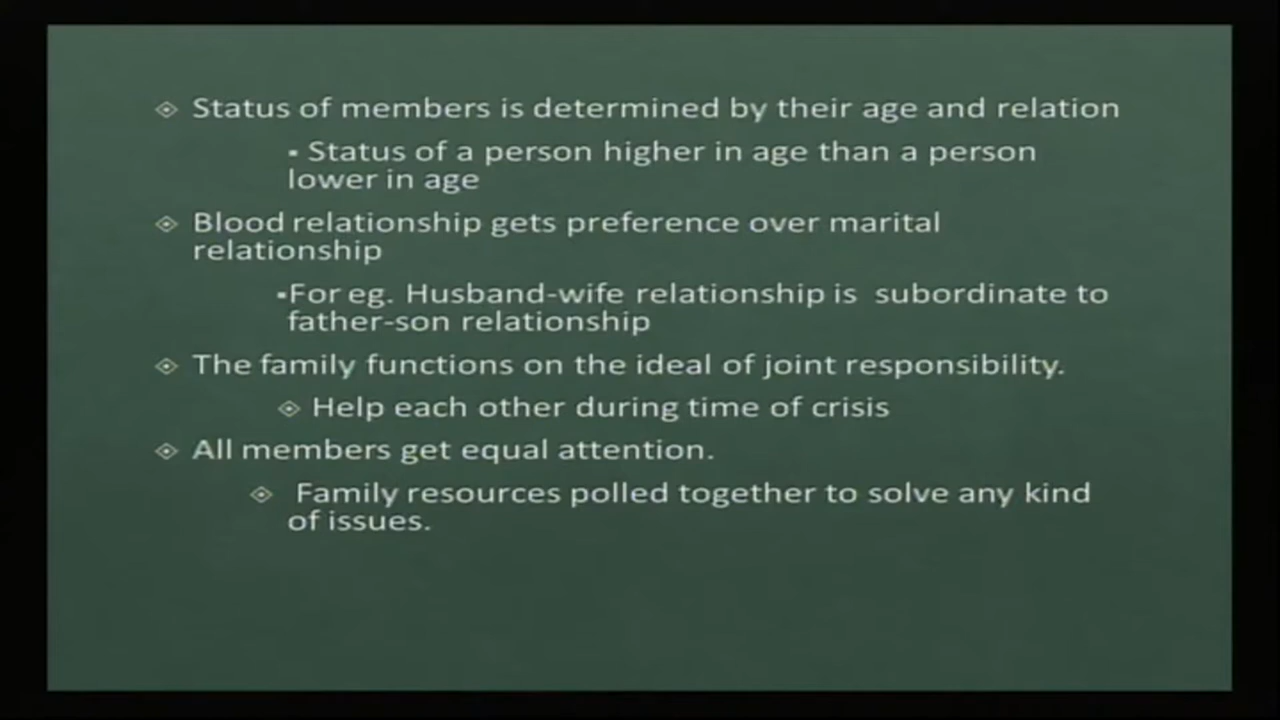 Status of members is determined by their age and relation
▪ Status of a person higher in age than a person
lower in age
Blood relationship gets preference over marital
relationship
▪For eg. Husband-wife relationship is subordinate to
father-son relationship
The family functions on the ideal of joint responsibility.
Help each other during time of crisis
All members get equal attention.
Family resources polled together to solve any kind
of issues.